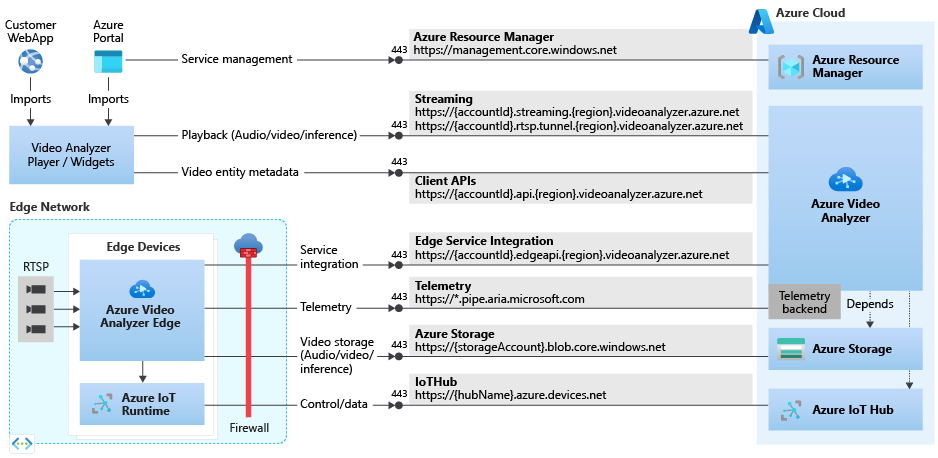 Customer
WebApp
Azure
Portal
Azure Cloud
Service management
443
Azure Resource Manager
https://management.core.windows.net
Azure Resource
Manager
Imports
Imports
Video Analyzer
Player / Widgets
Playback (Audio/video/inference)
443
Streaming
https://{accountId}.streaming.{region}.videoanalyzer.azure.net
https://{accountId}.rtsp.tunnel.{region}.videoanalyzer.azure.net
Video entity metadata
443
Client APIs
https://{accountId}.api.{region}.videoanalyzer.azure.net
Azure Video
Analyzer
Edge Network
Edge Devices
RTSP
Azure Video
Analyzer Edge
Azure IoT
Runtime
Firewall
Service
integration
443
Edge Service Integration
https://{accountId}.edgeapi.{region}.videoanalyzer.azure.net
Telemetry
443
Telemetry
https://*.pipe.aria.microsoft.com
Telemetry
backend
Depends
Video storage
(Audio/video/
inference)
443
Azure Storage
https://{storageAccount}.blob.core.windows.net
Azure Storage
Control/data
443
IoTHub
https://{hubName}.azure.devices.net
Azure IoT Hub